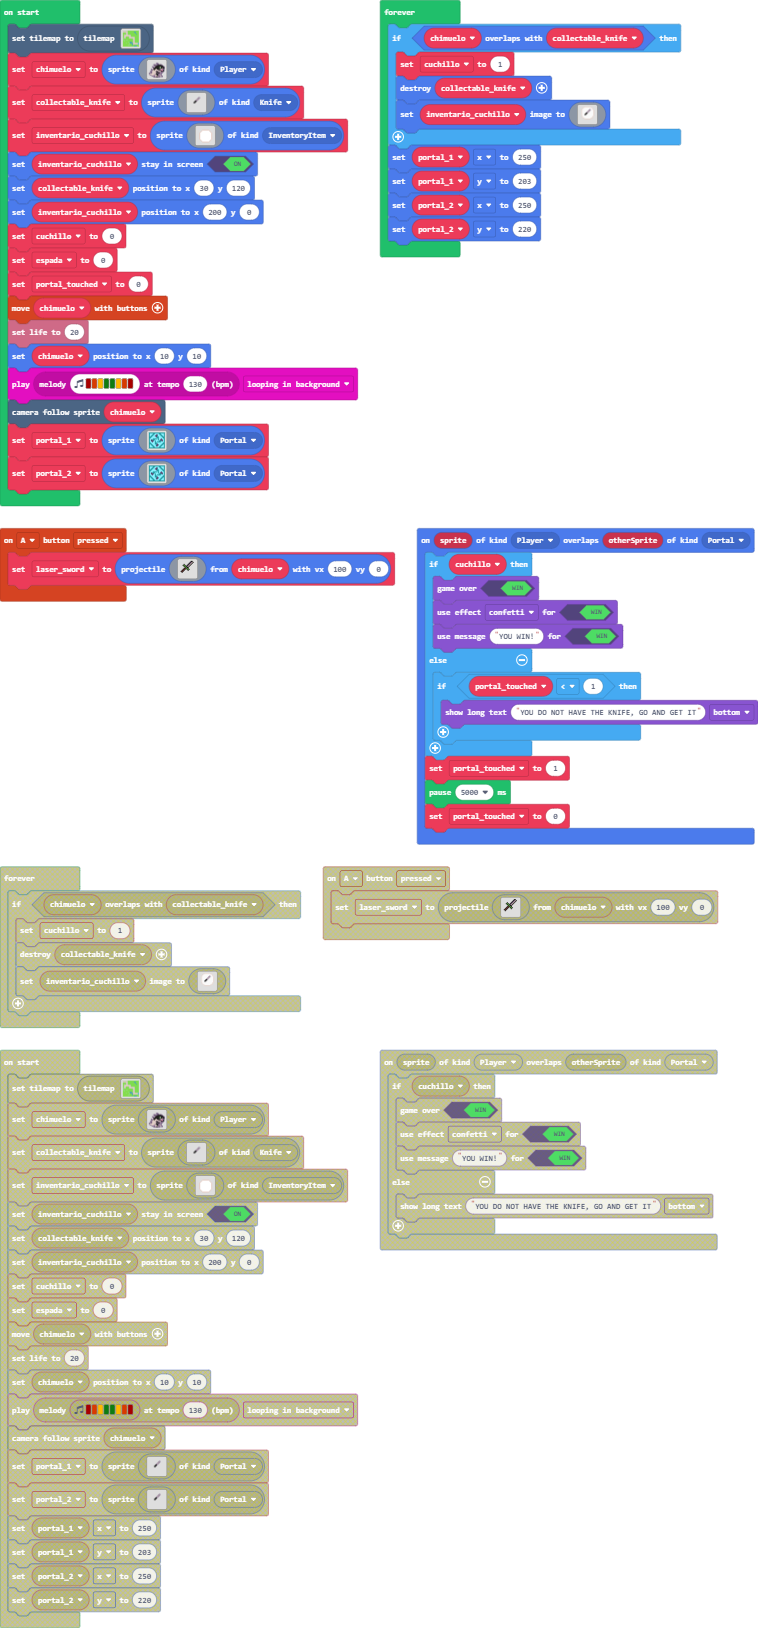 on start
set tilemap to tilemap
set chimuelo to sprite of kind Player
set collectable_knife to sprite of kind Knife
set inventario_cuchillo to sprite of kind InventoryItem
set inventario_cuchillo stay in screen ON
set collectable_knife position to x 30 y 120
set inventario_cuchillo position to x 200 y 0
set cuchillo to 0
set espada to 0
set portal_touched to 0
move chimuelo with buttons
set life to 20
set chimuelo position to x 10 y 10
play melody at tempo 130 (bpm) looping in background
camera follow sprite chimuelo
set portal_1 to sprite of kind Portal
set portal_2 to sprite of kind Portal
forever
if chimuelo overlaps with collectable_knife then
set cuchillo to 1
destroy collectable_knife
set inventario_cuchillo image to
set portal_1 x to 250
set portal_1 y to 203
set portal_2 x to 250
set portal_2 y to 220
on A button pressed
set laser_sword to projectile from chimuelo with vx 100 vy 0
on sprite of kind Player overlaps otherSprite of kind Portal
if cuchillo then
game over WIN
use effect confetti for WIN
use message "YOU WIN!" for WIN
else
if portal_touched < 1 then
show long text "YOU DO NOT HAVE THE KNIFE, GO AND GET IT" bottom
set portal_touched to 1
pause 5000 ms
set portal_touched to 0
forever
if chimuelo overlaps with collectable_knife then
set cuchillo to 1
destroy collectable_knife
set inventario_cuchillo image to
on A button pressed
set laser_sword to projectile from chimuelo with vx 100 vy 0
on start
set tilemap to tilemap
set chimuelo to sprite of kind Player
set collectable_knife to sprite of kind Knife
set inventario_cuchillo to sprite of kind InventoryItem
set inventario_cuchillo stay in screen ON
set collectable_knife position to x 30 y 120
set inventario_cuchillo position to x 200 y 0
set cuchillo to 0
set espada to 0
move chimuelo with buttons
set life to 20
set chimuelo position to x 10 y 10
play melody at tempo 130 (bpm) looping in background
camera follow sprite chimuelo
set portal_1 to sprite of kind Portal
set portal_2 to sprite of kind Portal
set portal_1 x to 250
set portal_1 y to 203
set portal_2 x to 250
set portal_2 y to 220
on sprite of kind Player overlaps otherSprite of kind Portal
if cuchillo then
game over WIN
use effect confetti for WIN
use message "YOU WIN!" for WIN
else
show long text "YOU DO NOT HAVE THE KNIFE, GO AND GET IT" bottom